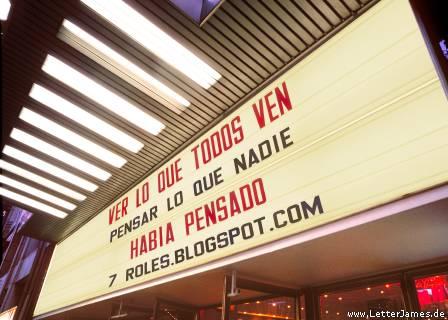 VER LO QUE TODOS VEN
PENSAR LO QUE NADIE
HABIA PENSADO
7 ROLES.BLOGSPOT.COM
www.LetterJames.de